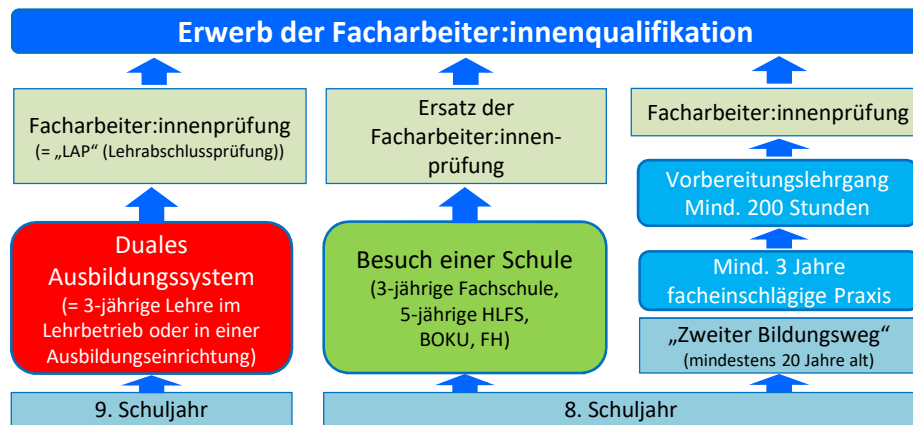 Erwerb der Facharbeiter:innenqualifikation
Facharbeiter:innenprüfung
(= „LAP“ (Lehrabschlussprüfung))
Duales
Ausbildungssystem
(= 3-jährige Lehre im
Lehrbetrieb oder in einer
Ausbildungseinrichtung)
9. Schuljahr
Ersatz der
Facharbeiter:innen-
prüfung
Besuch einer Schule
(3-jährige Fachschule,
5-jährige HLFS,
BOKU, FH)
Facharbeiter:innenprüfung
Vorbereitungslehrgang
Mind. 200 Stunden
Mind. 3 Jahre
facheinschlägige Praxis
„Zweiter Bildungsweg“
(mindestens 20 Jahre alt)
8. Schuljahr